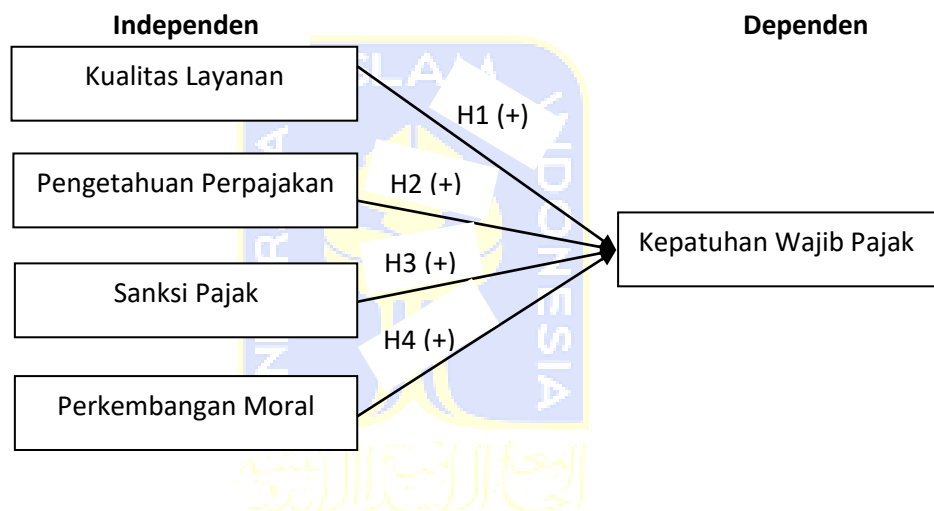 Independen
Dependen
Kualitas Layanan
H1 (+)
Pengetahuan Perpajakan
H2 (+)
Kepatuhan Wajib Pajak
H3 (+)
Sanksi Pajak
H4 (+)
Perkembangan Moral